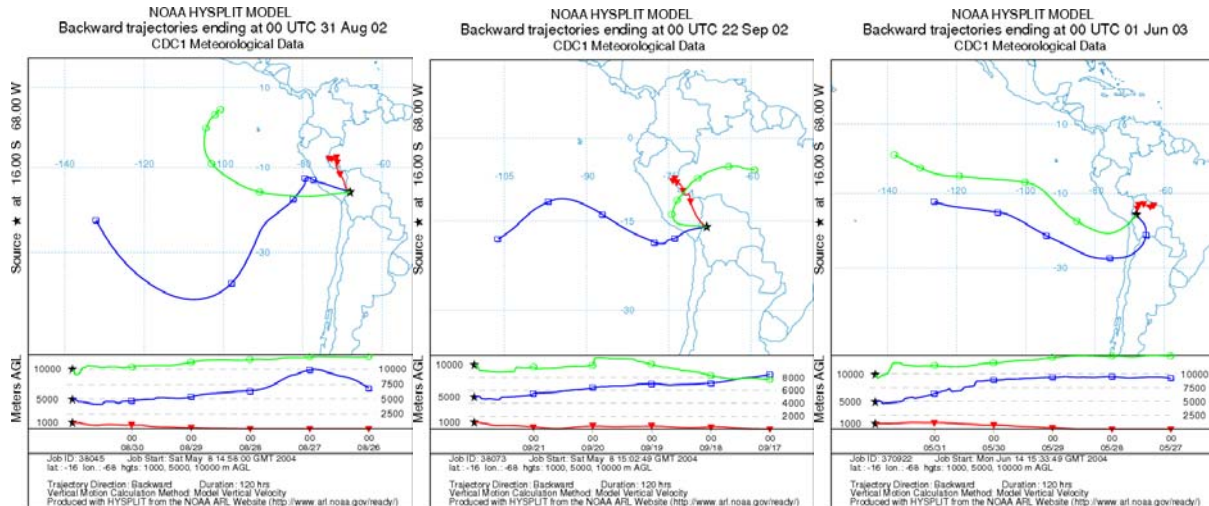 NOAA HYSPLIT MODEL
Backward trajectories ending at 00 UTC 31 Aug 02
CDC1 Meteorological Data
Source ★ at 16.00 S 68.00 W
10
-140
-100
-10
-60
-30
Meters AGL
10000
5000
1000
10000
7500
5000
2500
00 00 00 00 00
08/30 08/29 08/28 08/27 08/26
Job ID: 38045 Job Start: Sat May 8 14:58:00 GMT 2004
lat.: -16 lon.: -68 hgts: 1000, 5000, 10000 m AGL
Trajectory Direction: Backward Duration: 120 hrs
Vertical Motion Calculation Method: Model Vertical Velocity
Produced with HYSPLIT from the NOAA ARL Website (http://www.arl.noaa.gov/ready/)
NOAA HYSPLIT MODEL
Backward trajectories ending at 00 UTC 22 Sep 02
CDC1 Meteorological Data
Source ★ at 16.00 S 68.00 W
0
-105
-60
-15
-30
Meters AGL
10000
5000
1000
8000
6000
4000
2000
00 00 00 00 00
09/21 09/20 09/19 09/18 09/17
Job ID: 38073 Job Start: Sat May 8 15:02:49 GMT 2004
lat.: -16 lon.: -68 hgts: 1000, 5000, 10000 m AGL
Trajectory Direction: Backward Duration: 120 hrs
Vertical Motion Calculation Method: Model Vertical Velocity
Produced with HYSPLIT from the NOAA ARL Website (http://www.arl.noaa.gov/ready/)
NOAA HYSPLIT MODEL
Backward trajectories ending at 00 UTC 01 Jun 03
CDC1 Meteorological Data
Source ★ at 16.00 S 68.00 W
10
-140
-100
-10
-60
-30
Meters AGL
10000
5000
1000
10000
7500
5000
2500
00 00 00 00 00
05/31 05/30 05/29 05/28 05/27
Job ID: 370922 Job Start: Mon Jun 14 15:33:49 GMT 2004
lat.: -16 lon.: -68 hgts: 1000, 5000, 10000 m AGL
Trajectory Direction: Backward Duration: 120 hrs
Vertical Motion Calculation Method: Model Vertical Velocity
Produced with HYSPLIT from the NOAA ARL Website (http://www.arl.noaa.gov/ready/)